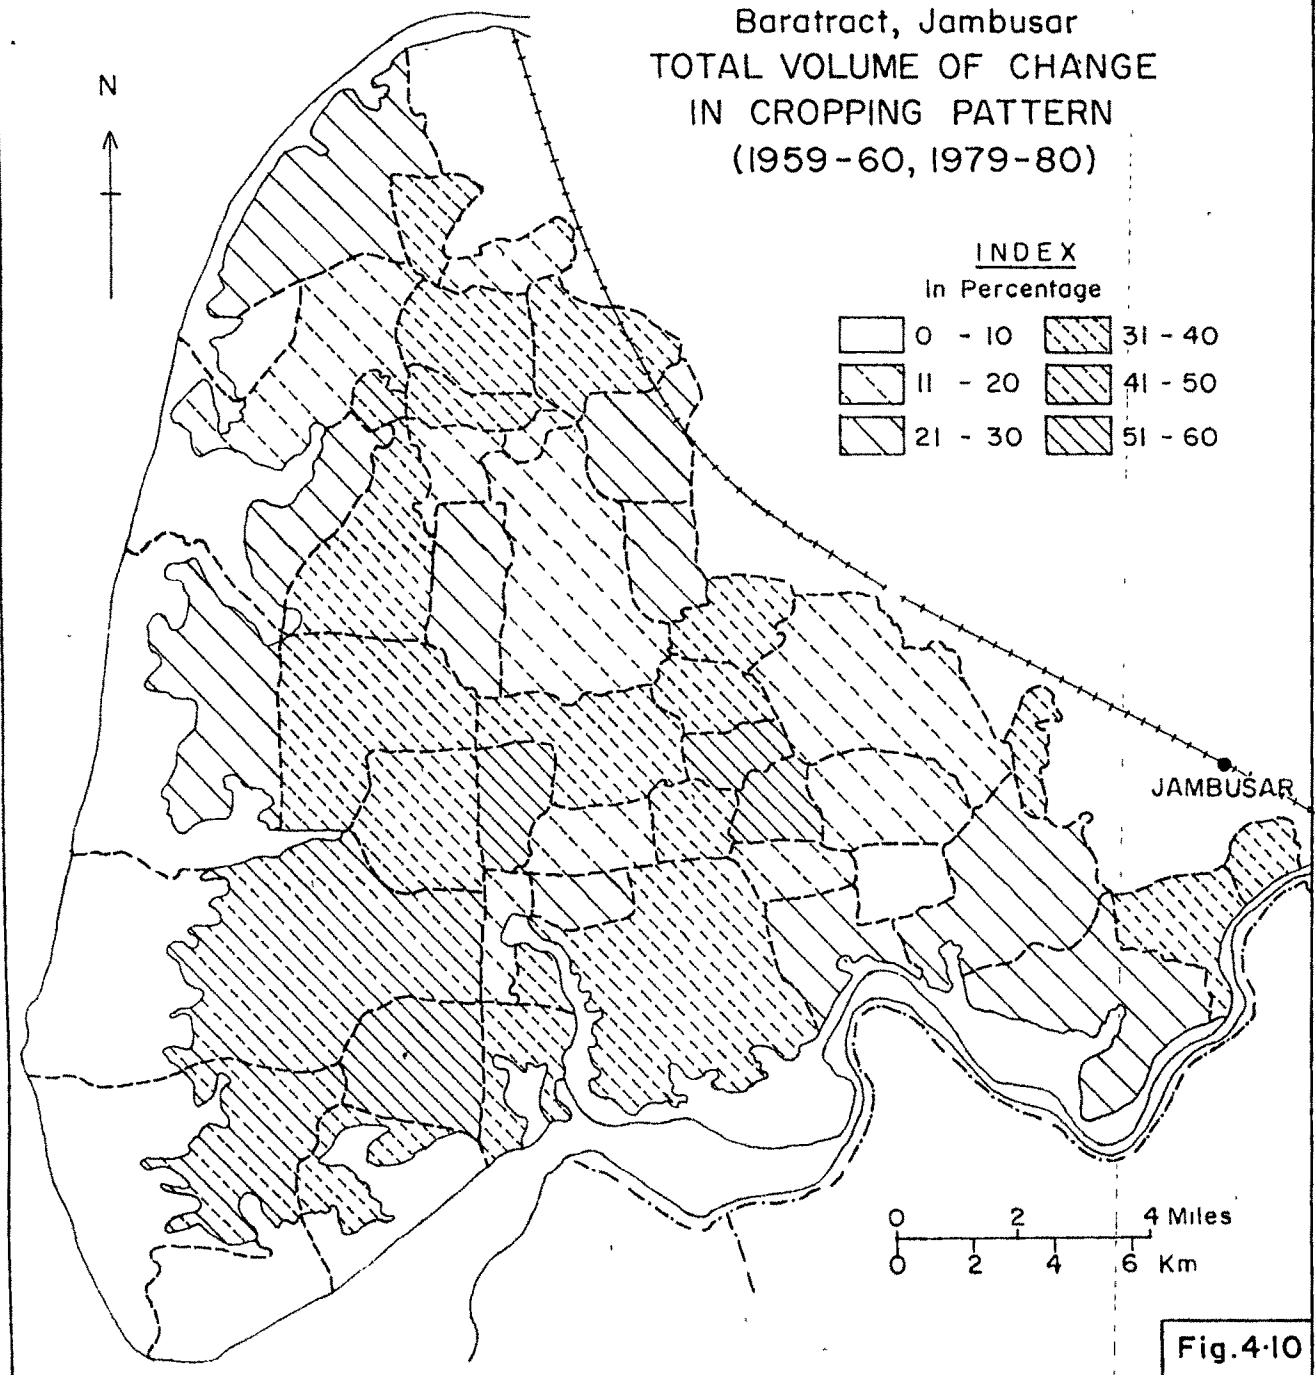 Baratract, Jambusar
TOTAL VOLUME OF CHANGE
IN CROPPING PATTERN
(1959-60, 1979-80)
N
INDEX
In Percentage
0 - 10
31 - 40
11 - 20
41 - 50
21 - 30
51 - 60
JAMBUSAR
0 2 4 Miles
0 2 4 6 Km
Fig.4·10